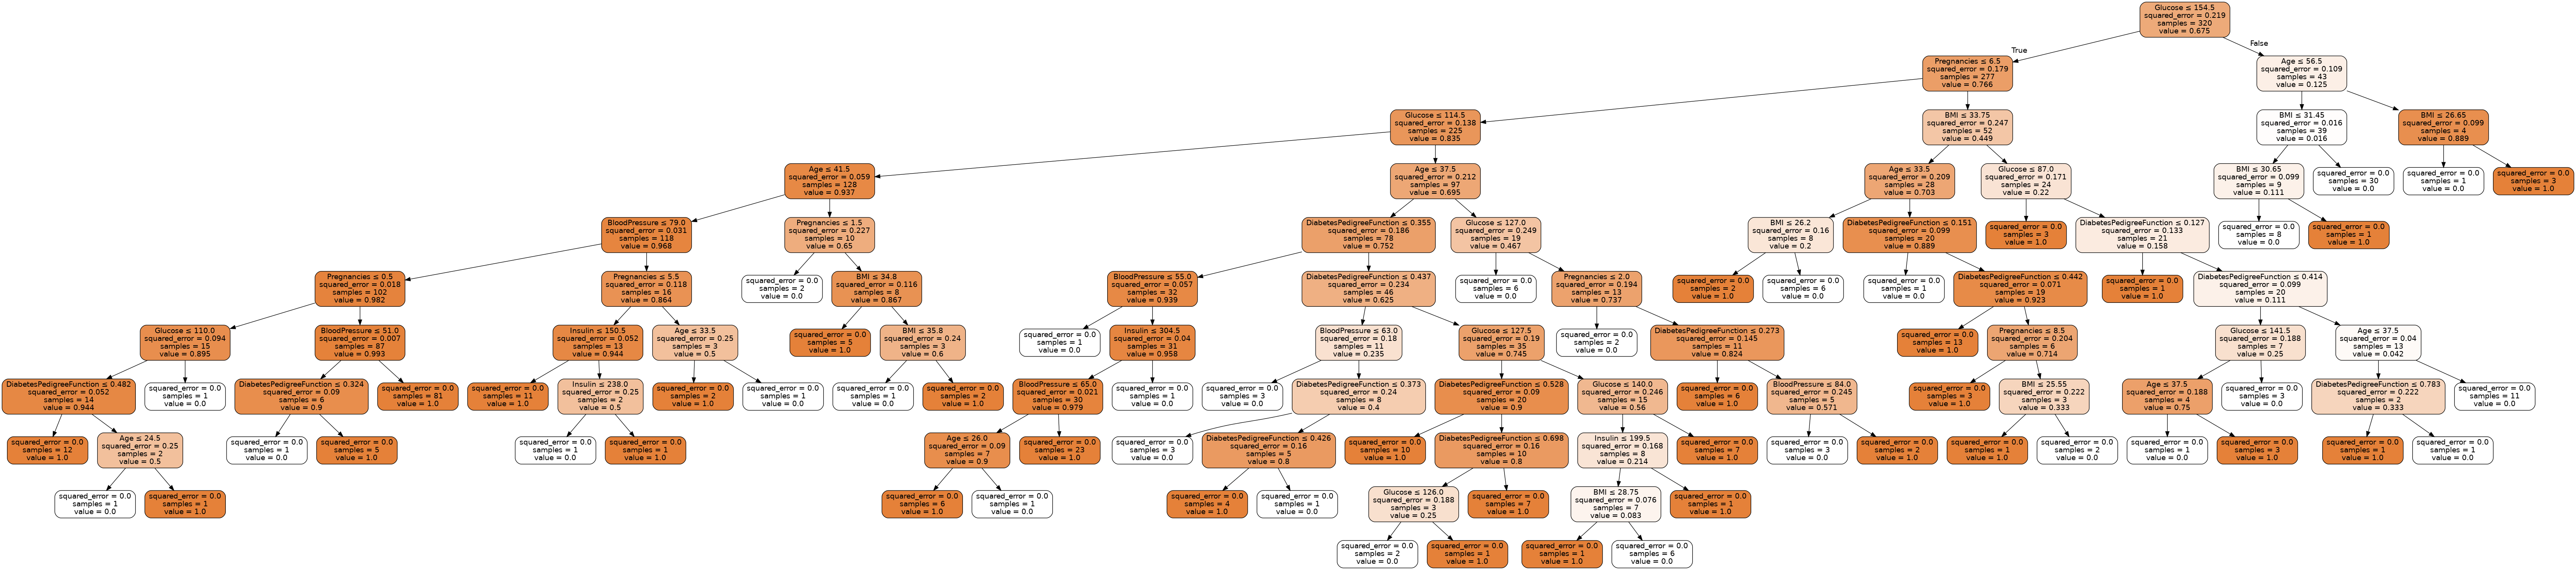 Glucose ≤ 154.5
squared_error = 0.219
samples = 320
value = 0.675
True
False
Pregnancies ≤ 6.5
squared_error = 0.179
samples = 277
value = 0.766
Age ≤ 56.5
squared_error = 0.109
samples = 43
value = 0.125
Glucose ≤ 114.5
squared_error = 0.138
samples = 225
value = 0.835
BMI ≤ 33.75
squared_error = 0.247
samples = 52
value = 0.449
BMI ≤ 31.45
squared_error = 0.016
samples = 39
value = 0.016
BMI ≤ 26.65
squared_error = 0.099
samples = 4
value = 0.889
Age ≤ 41.5
squared_error = 0.059
samples = 128
value = 0.937
Age ≤ 37.5
squared_error = 0.212
samples = 97
value = 0.695
Age ≤ 33.5
squared_error = 0.209
samples = 28
value = 0.703
Glucose ≤ 87.0
squared_error = 0.171
samples = 24
value = 0.22
BMI ≤ 30.65
squared_error = 0.099
samples = 9
value = 0.111
squared_error = 0.0
samples = 30
value = 0.0
squared_error = 0.0
samples = 1
value = 0.0
squared_error = 0.0
samples = 3
value = 1.0
BloodPressure ≤ 79.0
squared_error = 0.031
samples = 118
value = 0.968
Pregnancies ≤ 1.5
squared_error = 0.227
samples = 10
value = 0.65
DiabetesPedigreeFunction ≤ 0.355
squared_error = 0.186
samples = 78
value = 0.752
Glucose ≤ 127.0
squared_error = 0.249
samples = 19
value = 0.467
BMI ≤ 26.2
squared_error = 0.16
samples = 8
value = 0.2
DiabetesPedigreeFunction ≤ 0.151
squared_error = 0.099
samples = 20
value = 0.889
squared_error = 0.0
samples = 3
value = 1.0
DiabetesPedigreeFunction ≤ 0.127
squared_error = 0.133
samples = 21
value = 0.158
squared_error = 0.0
samples = 8
value = 0.0
squared_error = 0.0
samples = 1
value = 1.0
Pregnancies ≤ 0.5
squared_error = 0.018
samples = 102
value = 0.982
Pregnancies ≤ 5.5
squared_error = 0.118
samples = 16
value = 0.864
squared_error = 0.0
samples = 2
value = 0.0
BMI ≤ 34.8
squared_error = 0.116
samples = 8
value = 0.867
BloodPressure ≤ 55.0
squared_error = 0.057
samples = 32
value = 0.939
DiabetesPedigreeFunction ≤ 0.437
squared_error = 0.234
samples = 46
value = 0.625
squared_error = 0.0
samples = 6
value = 0.0
Pregnancies ≤ 2.0
squared_error = 0.194
samples = 13
value = 0.737
squared_error = 0.0
samples = 2
value = 1.0
squared_error = 0.0
samples = 6
value = 0.0
squared_error = 0.0
samples = 1
value = 0.0
DiabetesPedigreeFunction ≤ 0.442
squared_error = 0.071
samples = 19
value = 0.923
squared_error = 0.0
samples = 1
value = 1.0
DiabetesPedigreeFunction ≤ 0.414
squared_error = 0.099
samples = 20
value = 0.111
Glucose ≤ 110.0
squared_error = 0.094
samples = 15
value = 0.895
BloodPressure ≤ 51.0
squared_error = 0.007
samples = 87
value = 0.993
Insulin ≤ 150.5
squared_error = 0.052
samples = 13
value = 0.944
Age ≤ 33.5
squared_error = 0.25
samples = 3
value = 0.5
squared_error = 0.0
samples = 5
value = 1.0
BMI ≤ 35.8
squared_error = 0.24
samples = 3
value = 0.6
squared_error = 0.0
samples = 1
value = 0.0
Insulin ≤ 304.5
squared_error = 0.04
samples = 31
value = 0.958
BloodPressure ≤ 63.0
squared_error = 0.18
samples = 11
value = 0.235
Glucose ≤ 127.5
squared_error = 0.19
samples = 35
value = 0.745
squared_error = 0.0
samples = 2
value = 0.0
DiabetesPedigreeFunction ≤ 0.273
squared_error = 0.145
samples = 11
value = 0.824
squared_error = 0.0
samples = 13
value = 1.0
Pregnancies ≤ 8.5
squared_error = 0.204
samples = 6
value = 0.714
Glucose ≤ 141.5
squared_error = 0.188
samples = 7
value = 0.25
Age ≤ 37.5
squared_error = 0.04
samples = 13
value = 0.042
DiabetesPedigreeFunction ≤ 0.482
squared_error = 0.052
samples = 14
value = 0.944
squared_error = 0.0
samples = 1
value = 0.0
DiabetesPedigreeFunction ≤ 0.324
squared_error = 0.09
samples = 6
value = 0.9
squared_error = 0.0
samples = 81
value = 1.0
squared_error = 0.0
samples = 11
value = 1.0
Insulin ≤ 238.0
squared_error = 0.25
samples = 2
value = 0.5
squared_error = 0.0
samples = 2
value = 1.0
squared_error = 0.0
samples = 1
value = 0.0
squared_error = 0.0
samples = 1
value = 0.0
squared_error = 0.0
samples = 2
value = 1.0
BloodPressure ≤ 65.0
squared_error = 0.021
samples = 30
value = 0.979
squared_error = 0.0
samples = 1
value = 0.0
squared_error = 0.0
samples = 3
value = 0.0
DiabetesPedigreeFunction ≤ 0.373
squared_error = 0.24
samples = 8
value = 0.4
DiabetesPedigreeFunction ≤ 0.528
squared_error = 0.09
samples = 20
value = 0.9
Glucose ≤ 140.0
squared_error = 0.246
samples = 15
value = 0.56
squared_error = 0.0
samples = 6
value = 1.0
BloodPressure ≤ 84.0
squared_error = 0.245
samples = 5
value = 0.571
squared_error = 0.0
samples = 3
value = 1.0
BMI ≤ 25.55
squared_error = 0.222
samples = 3
value = 0.333
Age ≤ 37.5
squared_error = 0.188
samples = 4
value = 0.75
squared_error = 0.0
samples = 3
value = 0.0
DiabetesPedigreeFunction ≤ 0.783
squared_error = 0.222
samples = 2
value = 0.333
squared_error = 0.0
samples = 11
value = 0.0
squared_error = 0.0
samples = 12
value = 1.0
Age ≤ 24.5
squared_error = 0.25
samples = 2
value = 0.5
squared_error = 0.0
samples = 1
value = 0.0
squared_error = 0.0
samples = 5
value = 1.0
squared_error = 0.0
samples = 1
value = 0.0
squared_error = 0.0
samples = 1
value = 1.0
Age ≤ 26.0
squared_error = 0.09
samples = 7
value = 0.9
squared_error = 0.0
samples = 23
value = 1.0
squared_error = 0.0
samples = 3
value = 0.0
DiabetesPedigreeFunction ≤ 0.426
squared_error = 0.16
samples = 5
value = 0.8
squared_error = 0.0
samples = 10
value = 1.0
DiabetesPedigreeFunction ≤ 0.698
squared_error = 0.16
samples = 10
value = 0.8
Insulin ≤ 199.5
squared_error = 0.168
samples = 8
value = 0.214
squared_error = 0.0
samples = 7
value = 1.0
squared_error = 0.0
samples = 3
value = 0.0
squared_error = 0.0
samples = 2
value = 1.0
squared_error = 0.0
samples = 1
value = 1.0
squared_error = 0.0
samples = 2
value = 0.0
squared_error = 0.0
samples = 1
value = 0.0
squared_error = 0.0
samples = 3
value = 1.0
squared_error = 0.0
samples = 1
value = 1.0
squared_error = 0.0
samples = 1
value = 0.0
squared_error = 0.0
samples = 1
value = 0.0
squared_error = 0.0
samples = 1
value = 1.0
squared_error = 0.0
samples = 6
value = 1.0
squared_error = 0.0
samples = 1
value = 0.0
squared_error = 0.0
samples = 4
value = 1.0
squared_error = 0.0
samples = 1
value = 0.0
Glucose ≤ 126.0
squared_error = 0.188
samples = 3
value = 0.25
squared_error = 0.0
samples = 7
value = 1.0
BMI ≤ 28.75
squared_error = 0.076
samples = 7
value = 0.083
squared_error = 0.0
samples = 1
value = 1.0
squared_error = 0.0
samples = 2
value = 0.0
squared_error = 0.0
samples = 1
value = 1.0
squared_error = 0.0
samples = 1
value = 1.0
squared_error = 0.0
samples = 6
value = 0.0